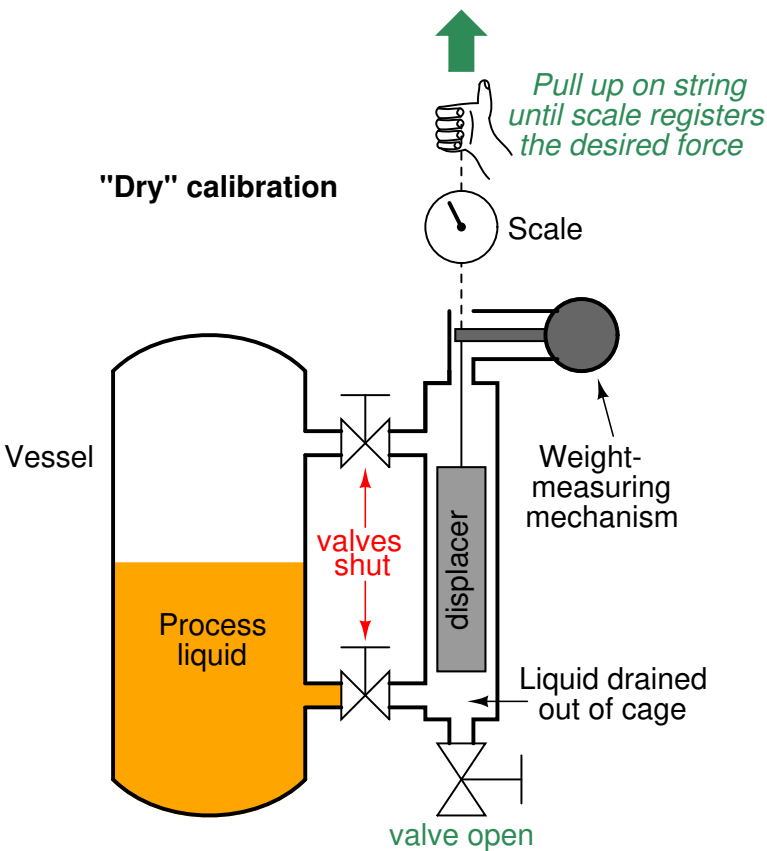 Pull up on string
until scale registers
the desired force
"Dry" calibration
Scale
Vessel
Weight-
measuring
mechanism
valves
shut
displacer
Process
liquid
Liquid drained
out of cage
valve open